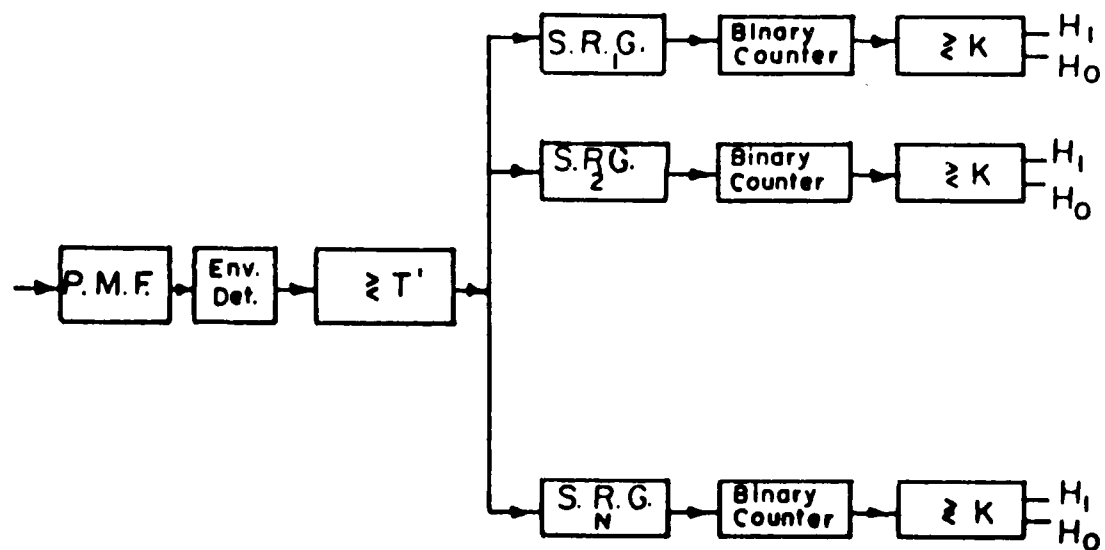 S. R. G.
1
Binary
Counter
≷ K
H1
H0
S. R. G.
2
Binary
Counter
≷ K
H1
H0
P. M. F.
Env.
Det.
≷ T'
S. R. G.
N
Binary
Counter
≷ K
H1
H0